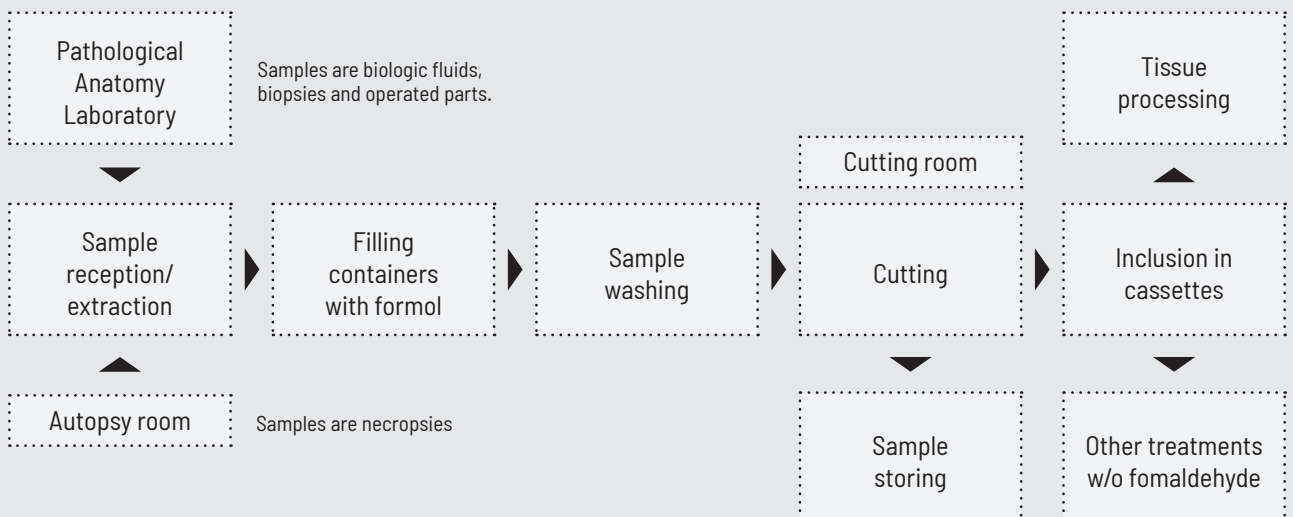 Pathological
Anatomy
Laboratory
Samples are biologic fluids,
biopsies and operated parts.
Tissue
processing
Cutting room
Sample
reception/
extraction
Filling
containers
with formol
Sample
washing
Cutting
Inclusion in
cassettes
Autopsy room
Samples are necropsies
Sample
storing
Other treatments
w/o fomaldehyde